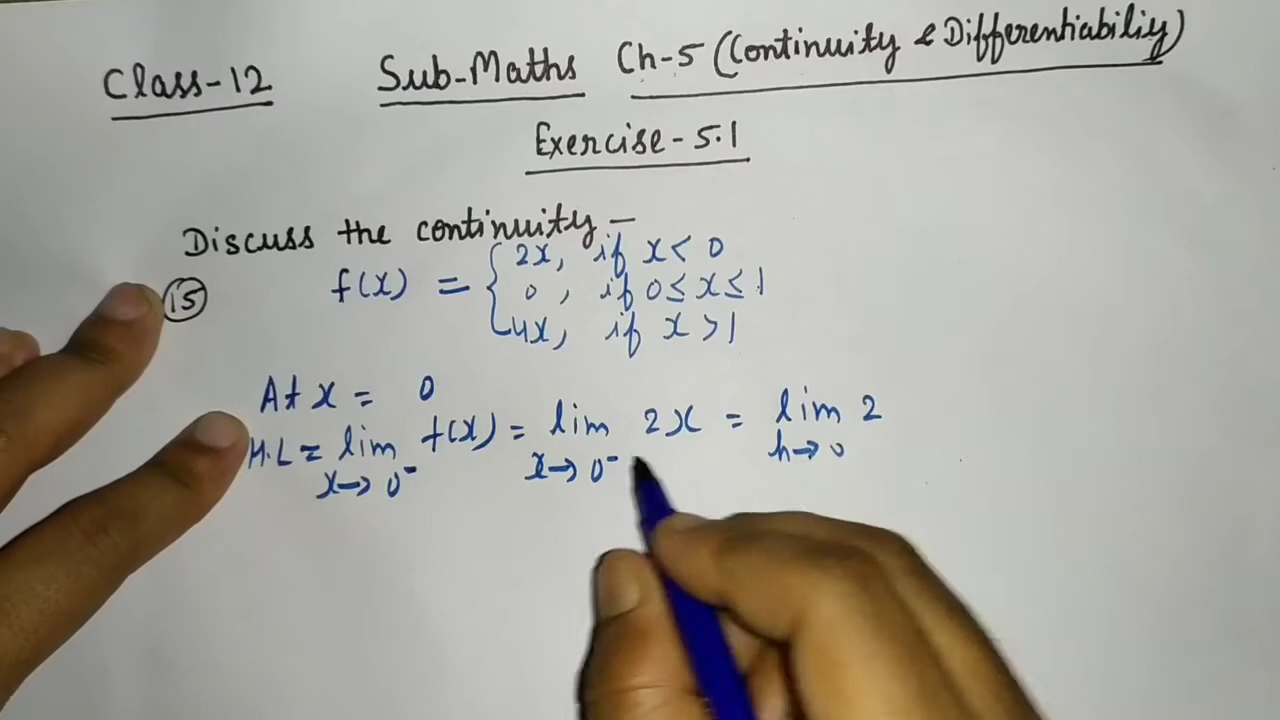 Class-12 Sub-Maths Ch-5 (Continuity & Differentiabiliy)
Exercise-5.1
Discuss the continuity-
(15) f(x) = { 2x, if x < 0
0, if 0 ≤ x ≤ 1
4x, if x > 1
At x = 0
H.L = lim x→0⁻ f(x) = lim x→0⁻ 2x = lim h→0 2